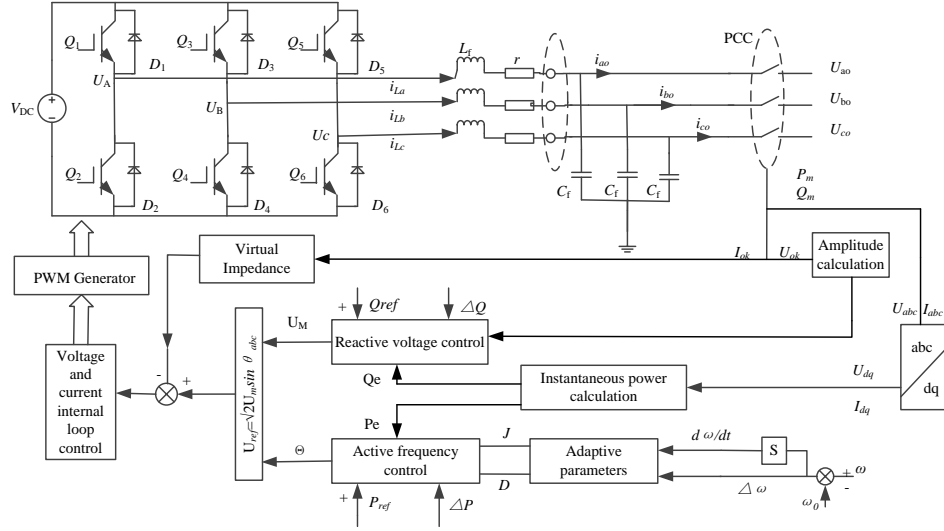 Q1
Q3
Q5
D1
D3
D5
Lf
r
iao
PCC
Uao
UA
iLa
ibo
Ubo
VDC
UB
iLb
ico
Uco
Uc
iLc
Q2
Q4
Q6
Cf
Cf
Cf
D2
D4
D6
Pm
Qm
Virtual
Impedance
Iok
Uok
Amplitude
calculation
PWM Generator
+
Qref
△Q
Uabc
Iabc
UM
Reactive voltage control
abc
dq
Voltage
and
current
internal
loop
control
-
+
Uref=√2Umsin θabc
Qe
Instantaneous power
calculation
Udq
Idq
Pe
Θ
Active frequency
control
J
D
Adaptive
parameters
dω/dt
S
△ω
+
ω
-
ω0
+
Pref
△P